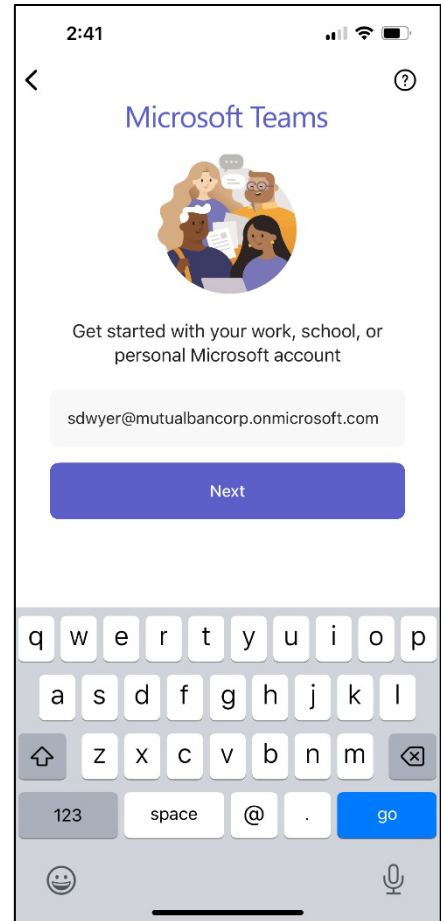 2:41
?
Microsoft Teams
Get started with your work, school, or
personal Microsoft account
sdwyer@mutualbancorp.onmicrosoft.com
Next
q w e r t y u i o p
a s d f g h j k l
z x c v b n m
123 space @ . go